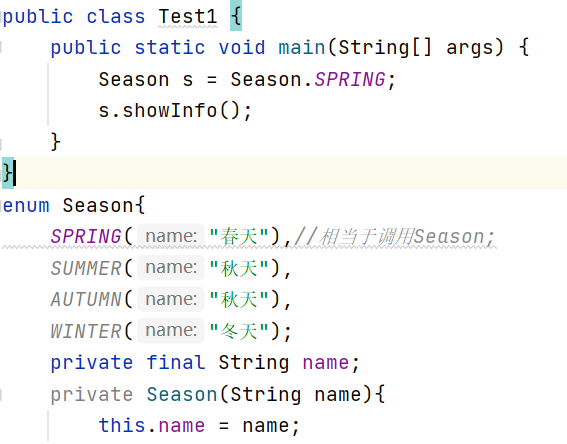 public class Test1 {
    public static void main(String[] args) {
        Season s = Season.SPRING;
        s.showInfo();
    }
}
enum Season{
    SPRING( name: "春天"),//相当于调用Season;
    SUMMER( name: "秋天"),
    AUTUMN( name: "秋天"),
    WINTER( name: "冬天");
    private final String name;
    private Season(String name){
        this.name = name;